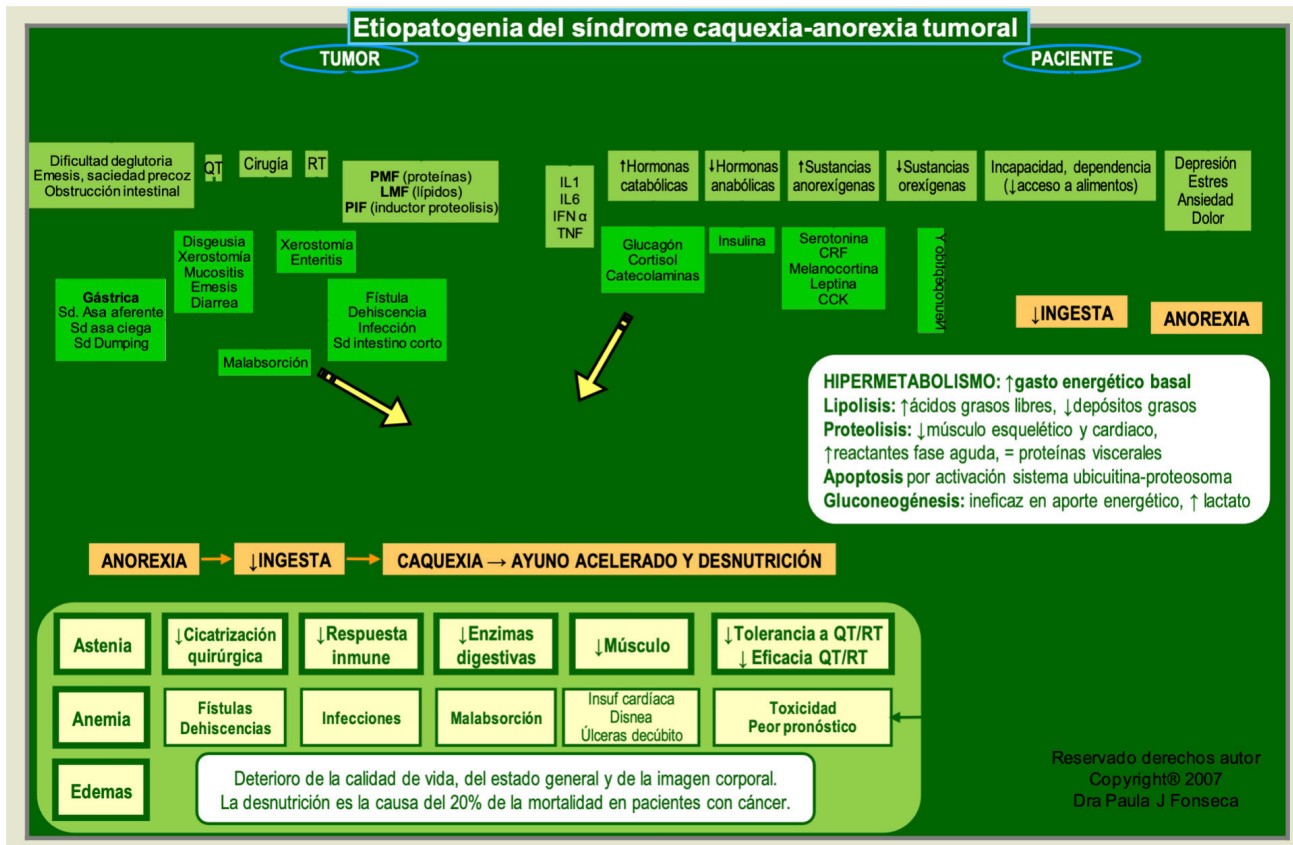 Etiopatogenia del síndrome caquexia-anorexia tumoral
TUMOR
PACIENTE
Dificultad deglutoria
Emesis, saciedad precoz
Obstrucción intestinal
QT
Cirugía
RT
PMF (proteínas)
LMF (lípidos)
PIF (inductor proteolisis)
IL1
IL6
IFN α
TNF
↑Hormonas
catabólicas
↓Hormonas
anabólicas
↑Sustancias
anorexígenas
↓Sustancias
orexígenas
Incapacidad, dependencia
(↓acceso a alimentos)
Depresión
Estres
Ansiedad
Dolor
Disgeusia
Xerostomía
Mucositis
Emesis
Diarrea
Xerostomía
Enteritis
Glucagón
Cortisol
Catecolaminas
Insulina
Serotonina
CRF
Melanocortina
Leptina
CCK
Neuropéptido Y
Gástrica
Sd. Asa aferente
Sd asa ciega
Sd Dumping
Fístula
Dehiscencia
Infección
Sd intestino corto
Malabsorción
↓INGESTA
ANOREXIA
HIPERMETABOLISMO: ↑gasto energético basal
Lipolisis: ↑ácidos grasos libres, ↓depósitos grasos
Proteolisis: ↓músculo esquelético y cardiaco,
↑reactantes fase aguda, = proteínas viscerales
Apoptosis por activación sistema ubicuitina-proteosoma
Gluconeogénesis: ineficaz en aporte energético, ↑ lactato
ANOREXIA
↓INGESTA
CAQUEXIA → AYUNO ACELERADO Y DESNUTRICIÓN
Astenia
↓Cicatrización
quirúrgica
↓Respuesta
inmune
↓Enzimas
digestivas
↓Músculo
↓Tolerancia a QT/RT
↓ Eficacia QT/RT
Anemia
Fístulas
Dehiscencias
Infecciones
Malabsorción
Insuf cardíaca
Disnea
Úlceras decúbito
Toxicidad
Peor pronóstico
Edemas
Deterioro de la calidad de vida, del estado general y de la imagen corporal.
La desnutrición es la causa del 20% de la mortalidad en pacientes con cáncer.
Reservado derechos autor
Copyright® 2007
Dra Paula J Fonseca